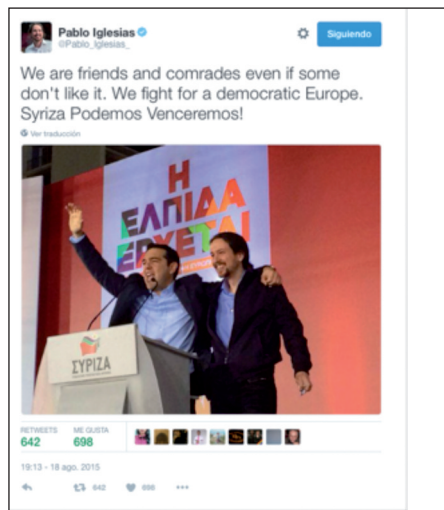 Pablo Iglesias
@Pablo_Iglesias_
Siguiendo
We are friends and comrades even if some
don't like it. We fight for a democratic Europe.
Syriza Podemos Venceremos!
Ver traducción
Η
ΕΛΠΙΔΑ
ΕΡΧΕΤΑΙ
ΣΥΡΙΖΑ
RETWEETS
642
ME GUSTA
698
19:13 - 18 ago. 2015
642
698